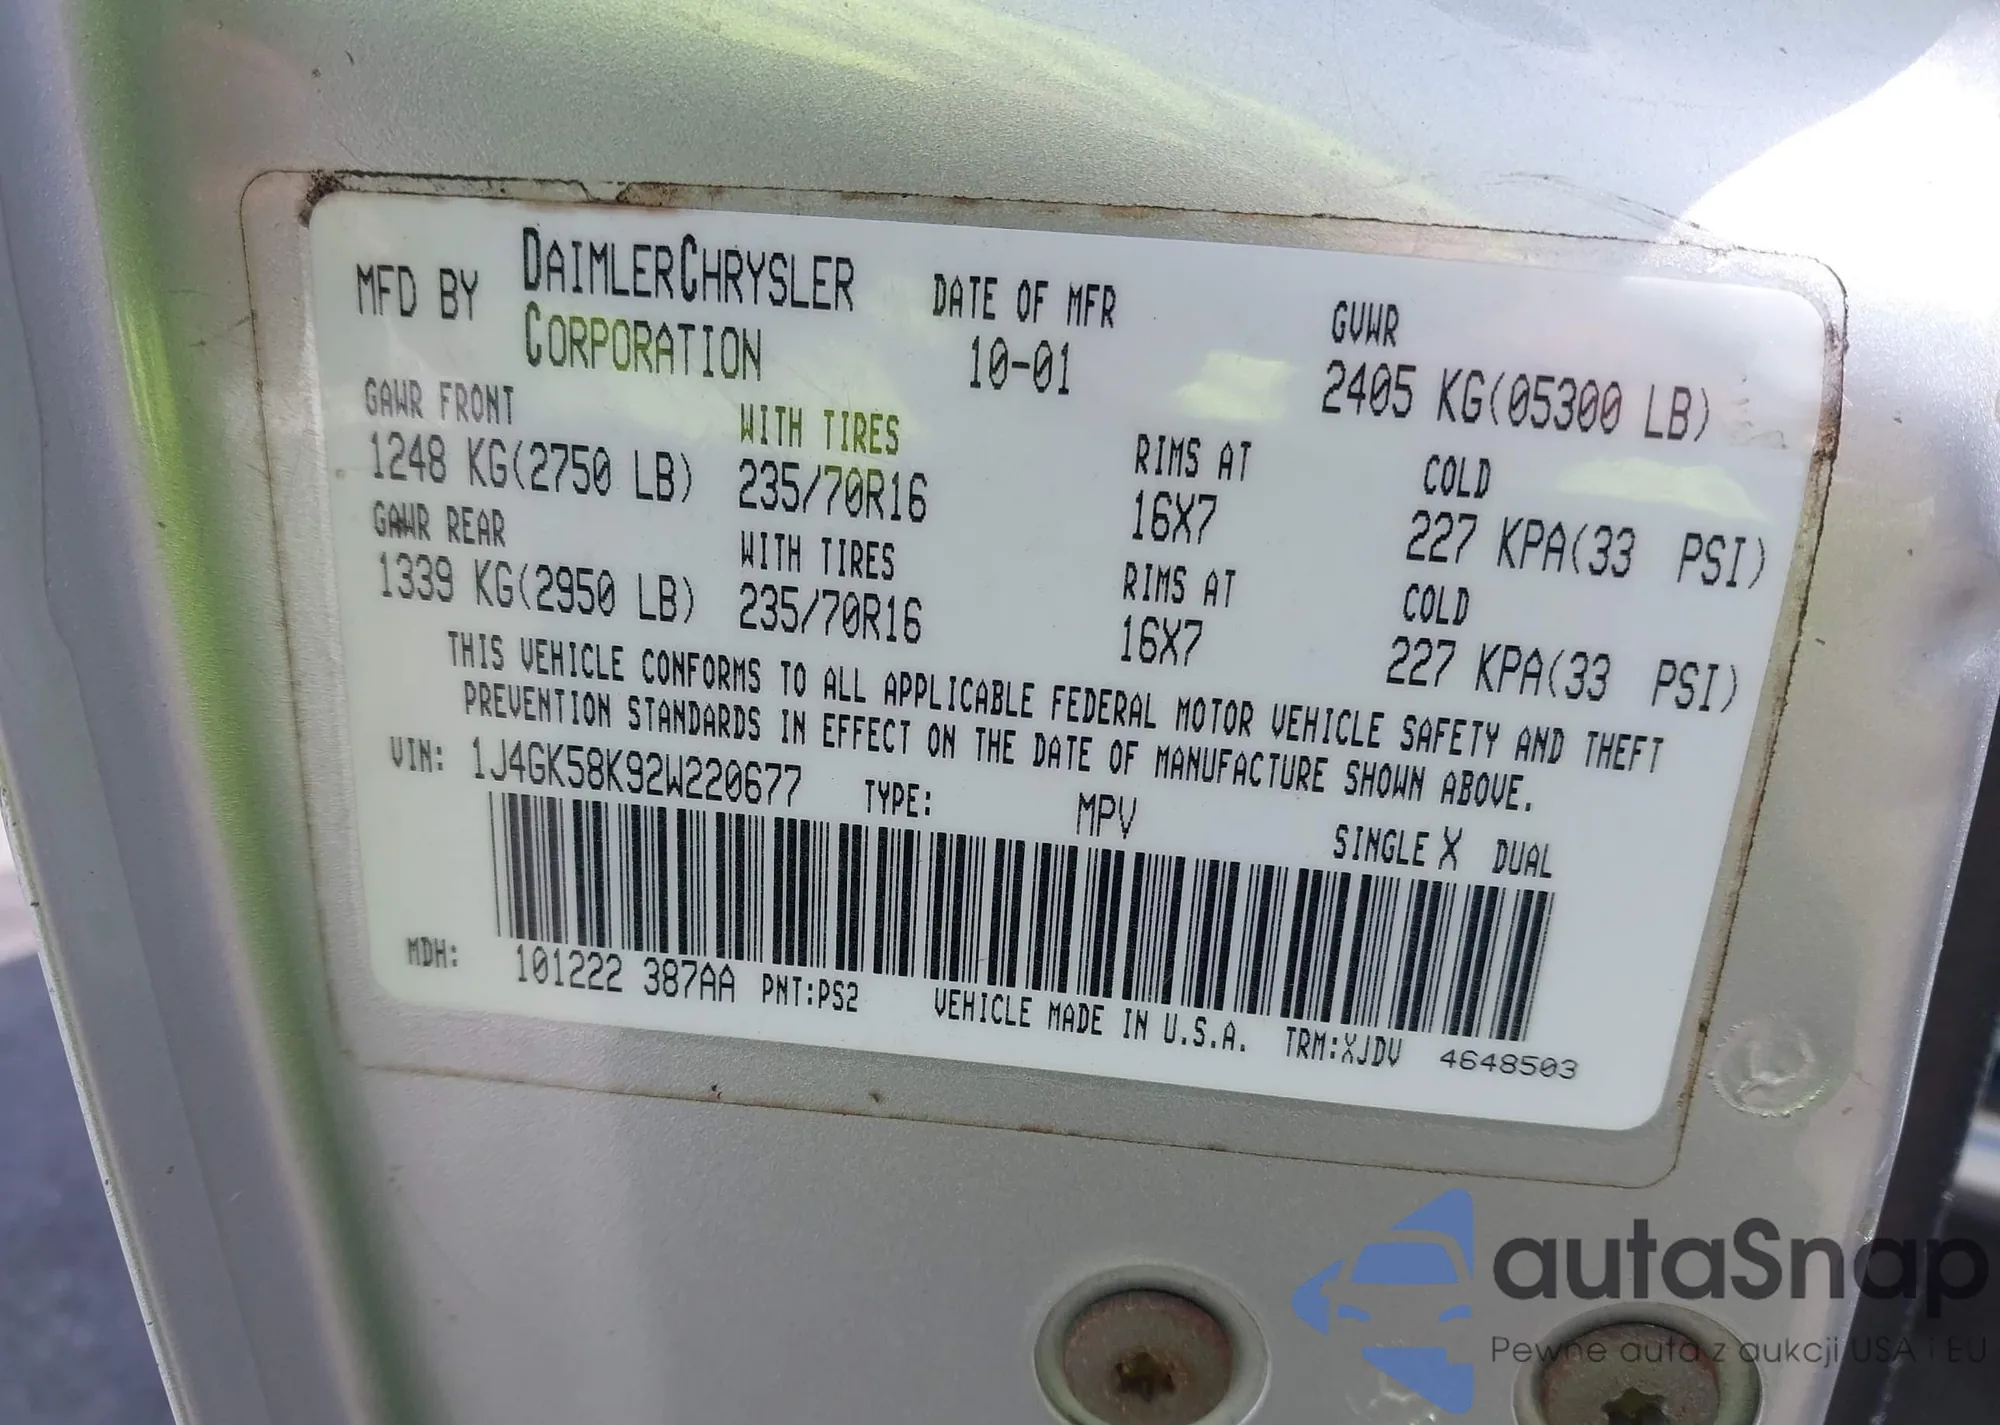 MFD BY DAIMLERCHRYSLER CORPORATION
DATE OF MFR
10-01
GVWR
2405 KG(05300 LB)
GAWR FRONT WITH TIRES RIMS AT COLD
1248 KG(2750 LB) 235/70R16 16X7 227 KPA(33 PSI)
GAWR REAR WITH TIRES RIMS AT COLD
1339 KG(2950 LB) 235/70R16 16X7 227 KPA(33 PSI)
THIS VEHICLE CONFORMS TO ALL APPLICABLE FEDERAL MOTOR VEHICLE SAFETY AND THEFT
PREVENTION STANDARDS IN EFFECT ON THE DATE OF MANUFACTURE SHOWN ABOVE.
VIN: 1J4GK58K92W220677 TYPE: MPV SINGLE X DUAL
MDH: 101222 387AA PNT:PS2 VEHICLE MADE IN U.S.A. TRM:XJDV 4648503
autaSnap
Pewne auta z aukcji USA i EU